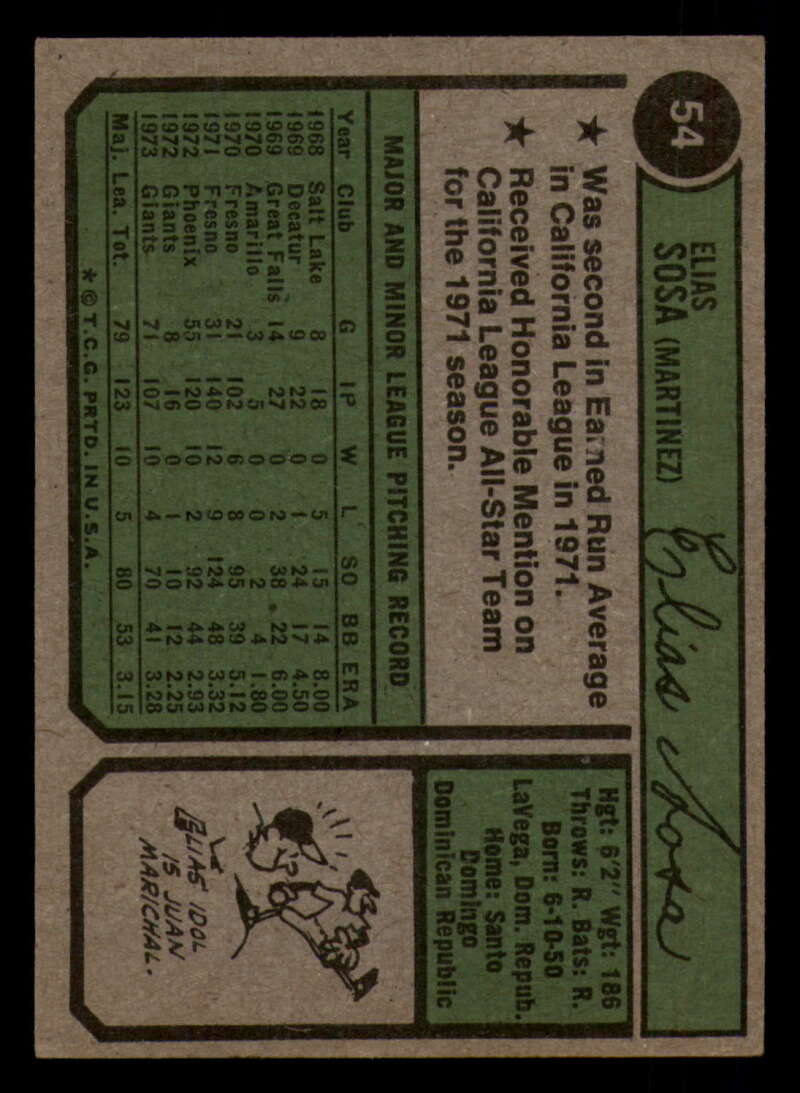 54
ELIAS
SOSA (MARTINEZ)
Elias Sosa
★ Was second in Earned Run Average
in California League in 1971.
★ Received Honorable Mention on
California League All-Star Team
for the 1971 season.
Hgt: 6'2" Wgt: 186
Throws: R. Bats: R.
Born: 6-10-50
LaVega, Dom. Repub.
Home: Santo
Domingo
Dominican Republic
MAJOR AND MINOR LEAGUE PITCHING RECORD
Year Club G IP W L SO BB ERA
1968 Salt Lake 8 18 0 5 15 14 8.00
1969 Decatur 9 22 0 1 24 17 4.50
1969 Great Falls 14 27 0 2 38 22 6.00
1970 Amarillo 3 5 0 0 2 4 1.80
1970 Fresno 21 102 6 8 95 39 5.12
1971 Fresno 31 140 12 9 124 48 3.32
1972 Phoenix 55 120 10 2 92 44 2.93
1972 Giants 8 16 0 1 10 12 2.25
1973 Giants 71 107 10 4 70 41 3.28
Maj. Lea. Tot. 79 123 10 5 80 53 3.15
* © T.C.G. PRTD. IN U.S.A.
ELIAS' IDOL
IS JUAN
MARICHAL.